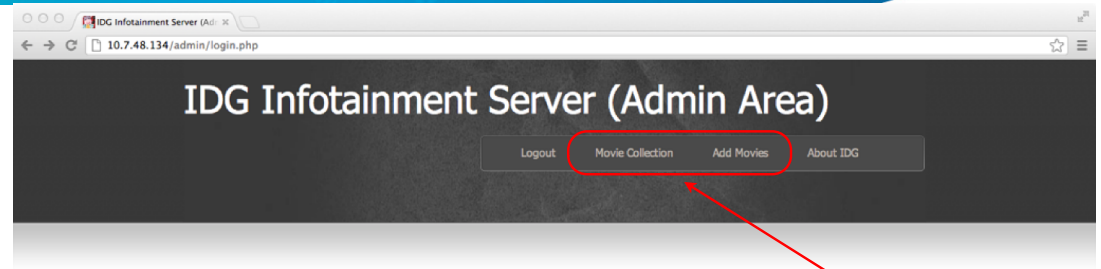 IDG Infotainment Server (Ad
10.7.48.134/admin/login.php
IDG Infotainment Server (Admin Area)
Logout Movie Collection Add Movies About IDG